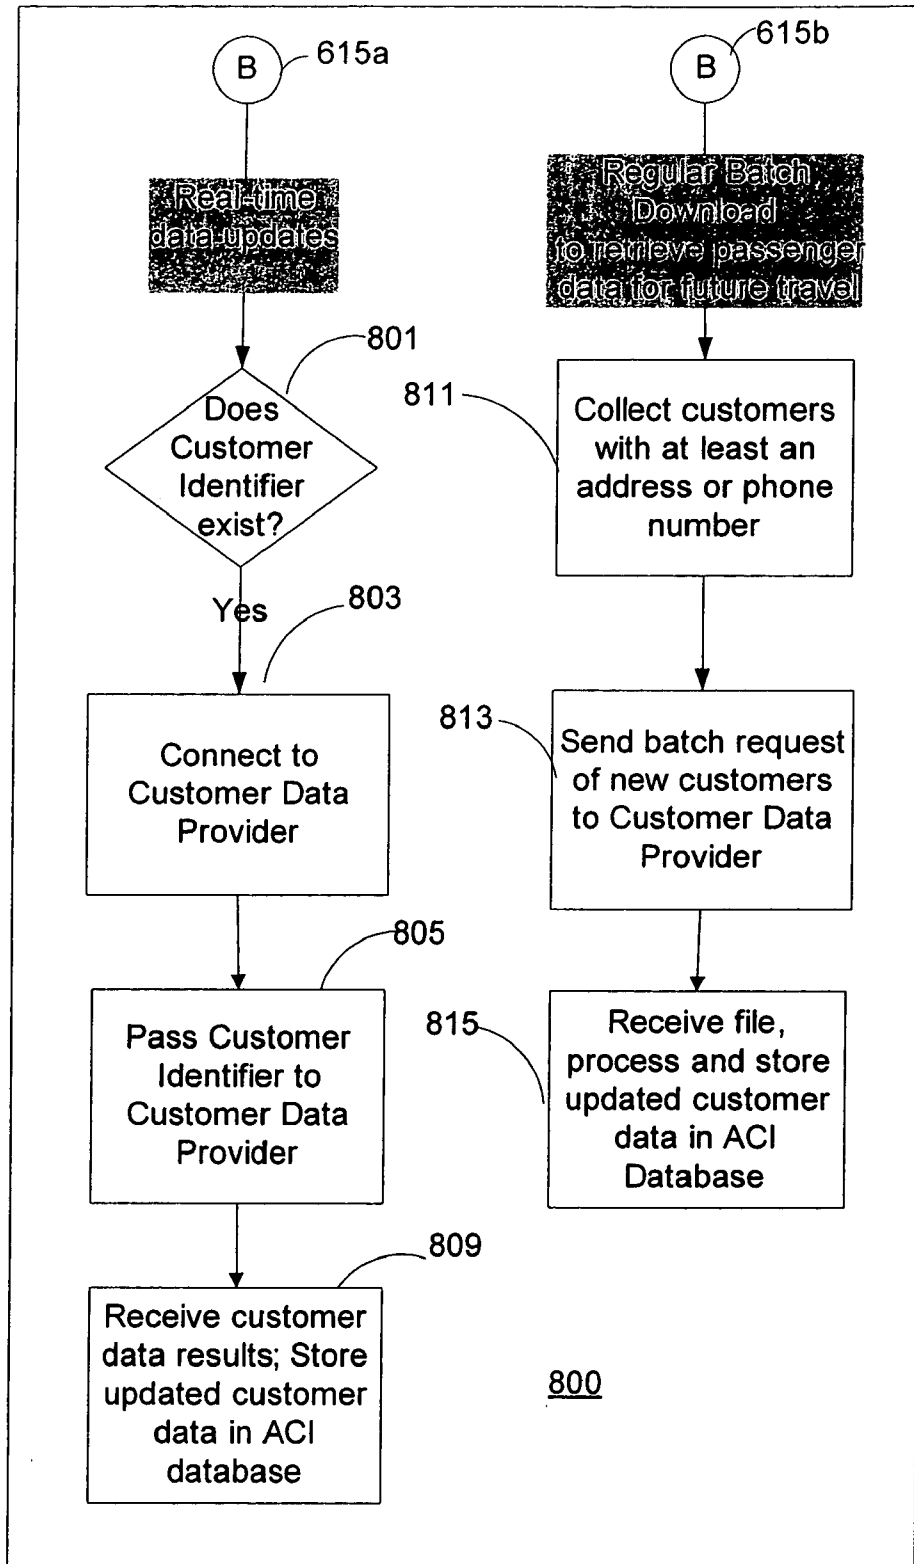 B
615a
Real-time
data updates
801
Does
Customer
Identifier
exist?
Yes
803
Connect to
Customer Data
Provider
805
Pass Customer
Identifier to
Customer Data
Provider
809
Receive customer
data results; Store
updated customer
data in ACI
database
B
615b
Regular Batch
Download
to retrieve passenger
data for future travel
811
Collect customers
with at least an
address or phone
number
813
Send batch request
of new customers
to Customer Data
Provider
815
Receive file,
process and store
updated customer
data in ACI
Database
800